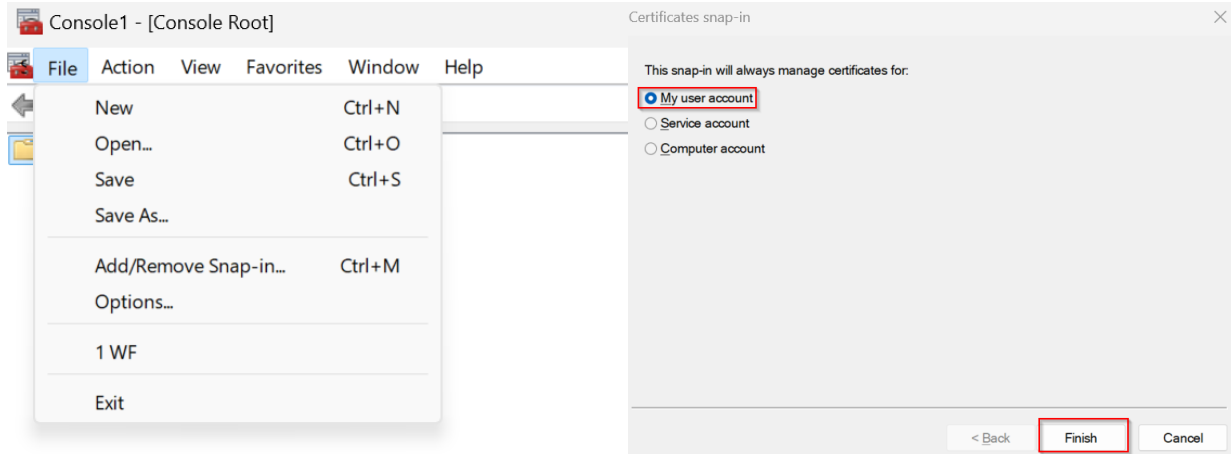 Console1 - [Console Root]
File Action View Favorites Window Help
New Ctrl+N
Open... Ctrl+O
Save Ctrl+S
Save As...
Add/Remove Snap-in... Ctrl+M
Options...
1 WF
Exit
Certificates snap-in
This snap-in will always manage certificates for:
My user account
Service account
Computer account
< Back Finish Cancel